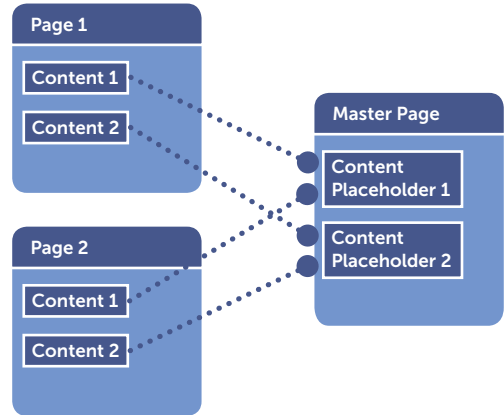 Page 1
Content 1
Content 2
Master Page
Content
Placeholder 1
Content
Placeholder 2
Page 2
Content 1
Content 2